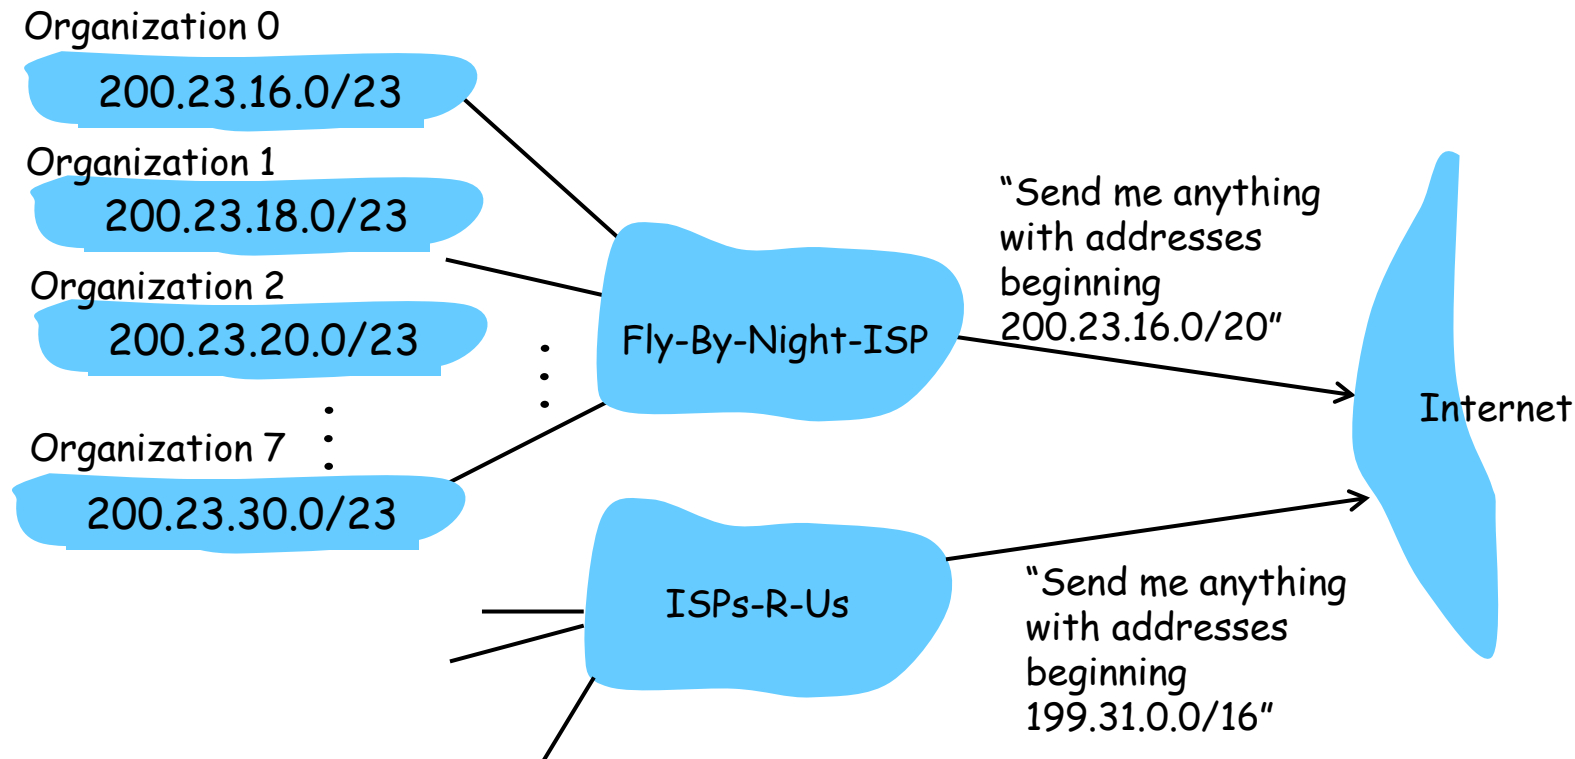 Organization 0
200.23.16.0/23
Organization 1
200.23.18.0/23
Organization 2
200.23.20.0/23
Organization 7
200.23.30.0/23
Fly-By-Night-ISP
“Send me anything
with addresses
beginning
200.23.16.0/20”
Internet
ISPs-R-Us
“Send me anything
with addresses
beginning
199.31.0.0/16”